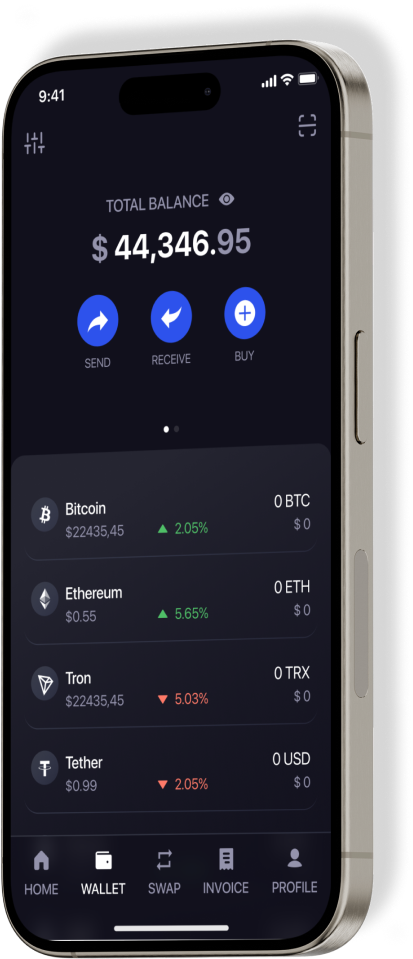 9:41
TOTAL BALANCE
$ 44,346.95
SEND RECEIVE BUY
Bitcoin 0 BTC
$22435,45 2.05% $0
Ethereum 0 ETH
$0.55 5.65% $0
Tron 0 TRX
$22435,45 5.03% $0
Tether 0 USD
$0.99 2.05% $0
HOME WALLET SWAP INVOICE PROFILE